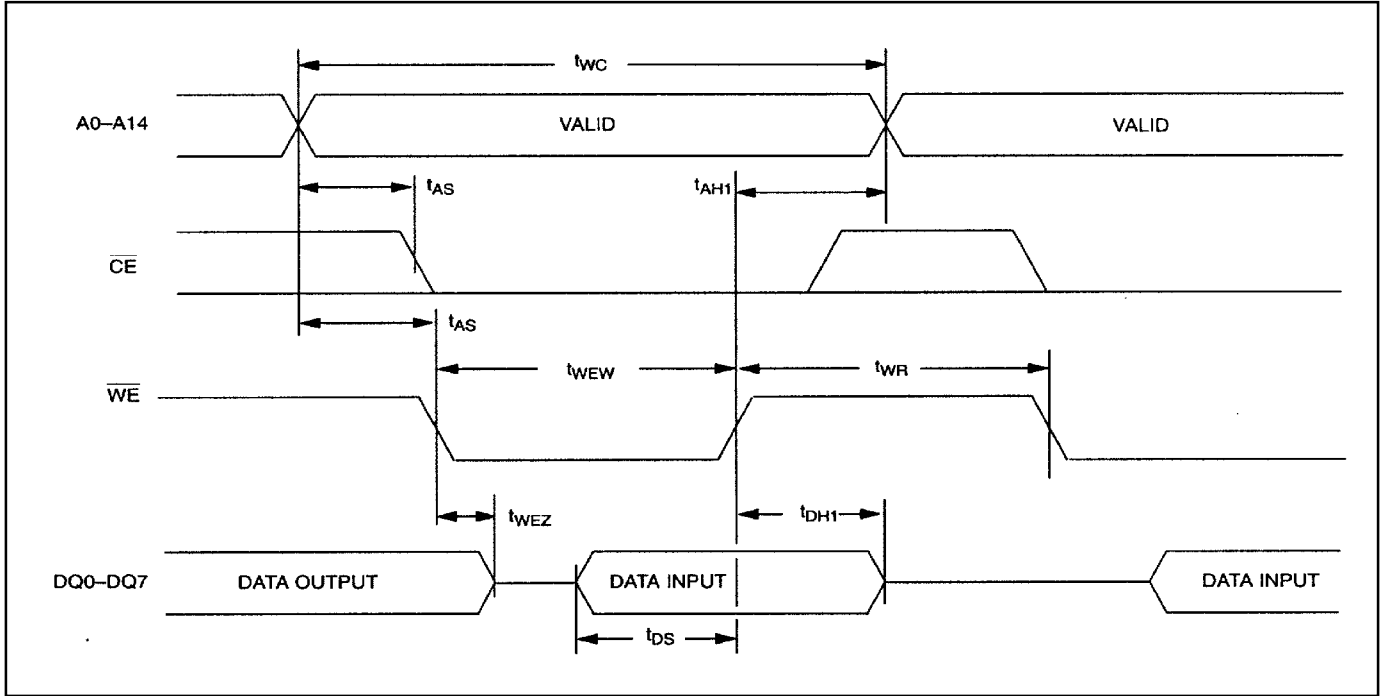 tWC
A0–A14
VALID
VALID
tAS
tAH1
CE
tAS
tWEW
tWR
WE
tWEZ
tDH1
DQ0–DQ7
DATA OUTPUT
DATA INPUT
DATA INPUT
tDS